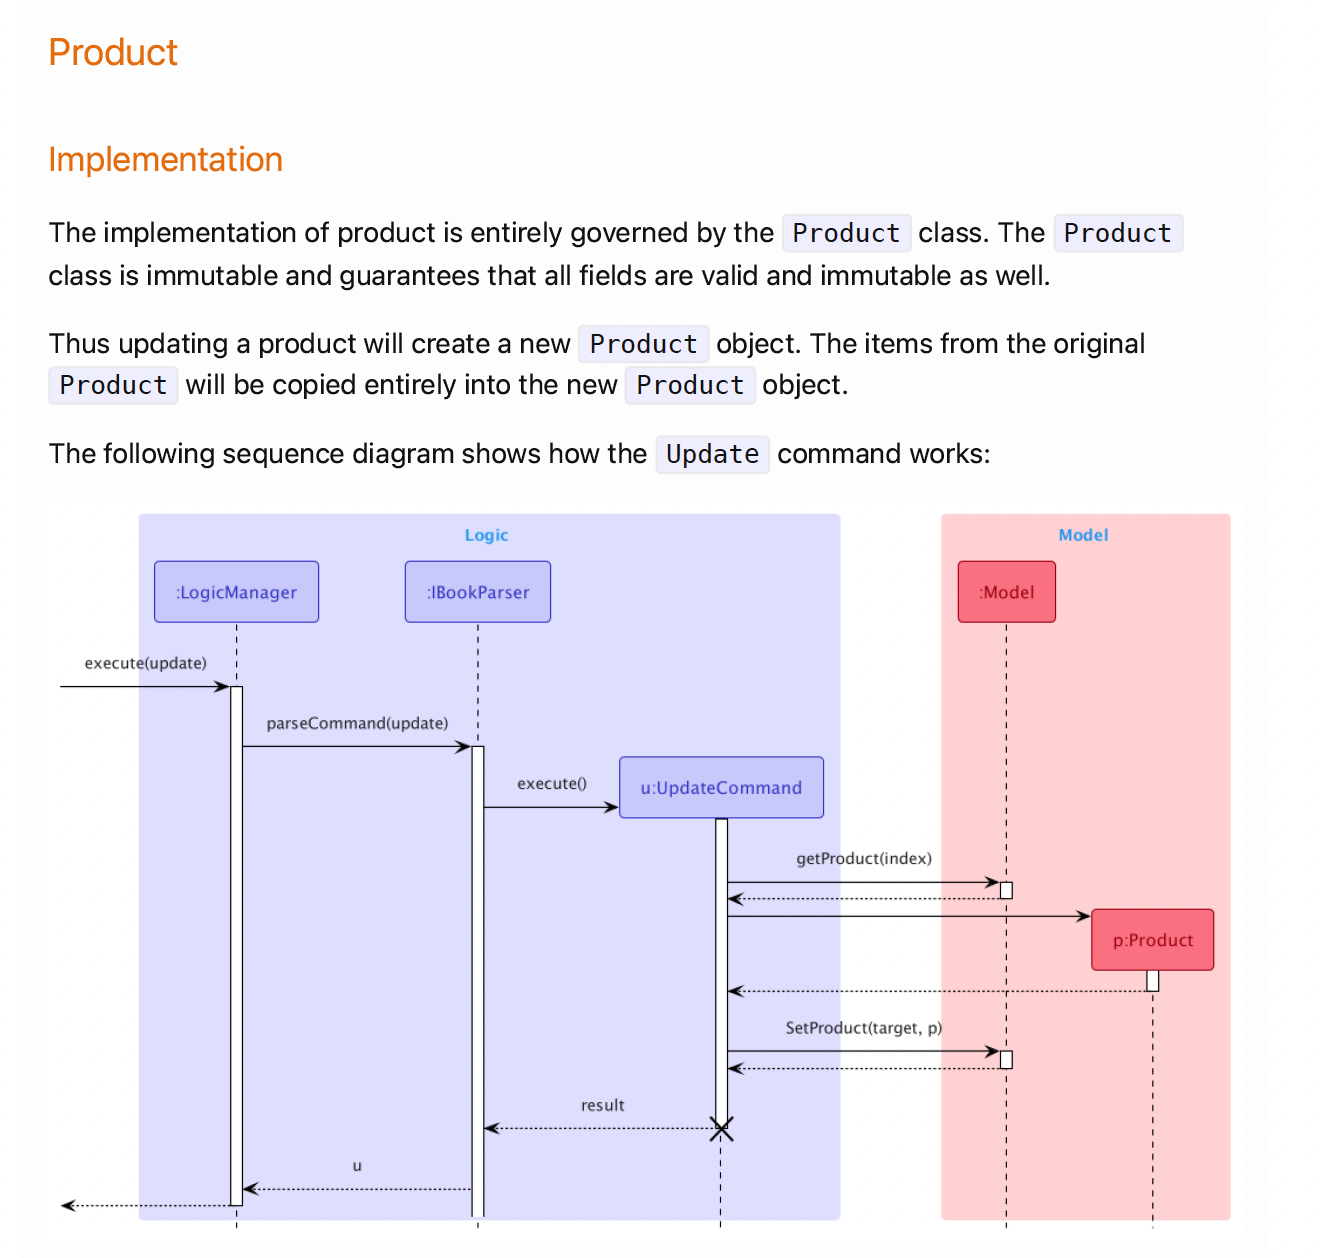 Product
Implementation
The implementation of product is entirely governed by the Product class. The Product
class is immutable and guarantees that all fields are valid and immutable as well.
Thus updating a product will create a new Product object. The items from the original
Product will be copied entirely into the new Product object.
The following sequence diagram shows how the Update command works:
Logic
Model
:LogicManager
:IBookParser
:Model
execute(update)
parseCommand(update)
execute()
u:UpdateCommand
getProduct(index)
p:Product
SetProduct(target, p)
result
u